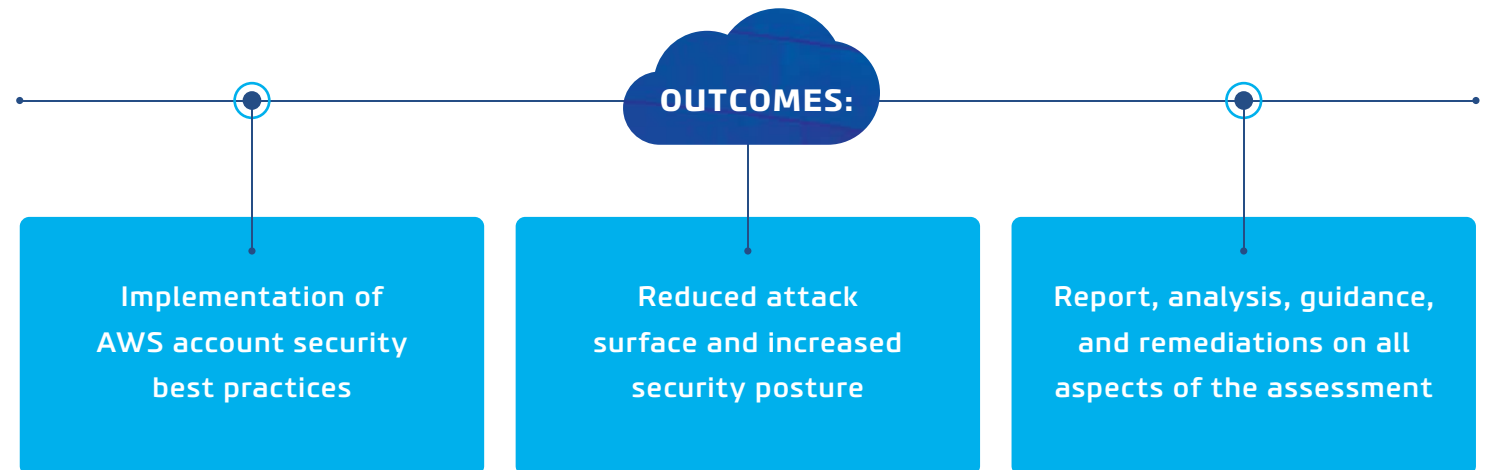 OUTCOMES:
Implementation of
AWS account security
best practices
Reduced attack
surface and increased
security posture
Report, analysis, guidance,
and remediations on all
aspects of the assessment